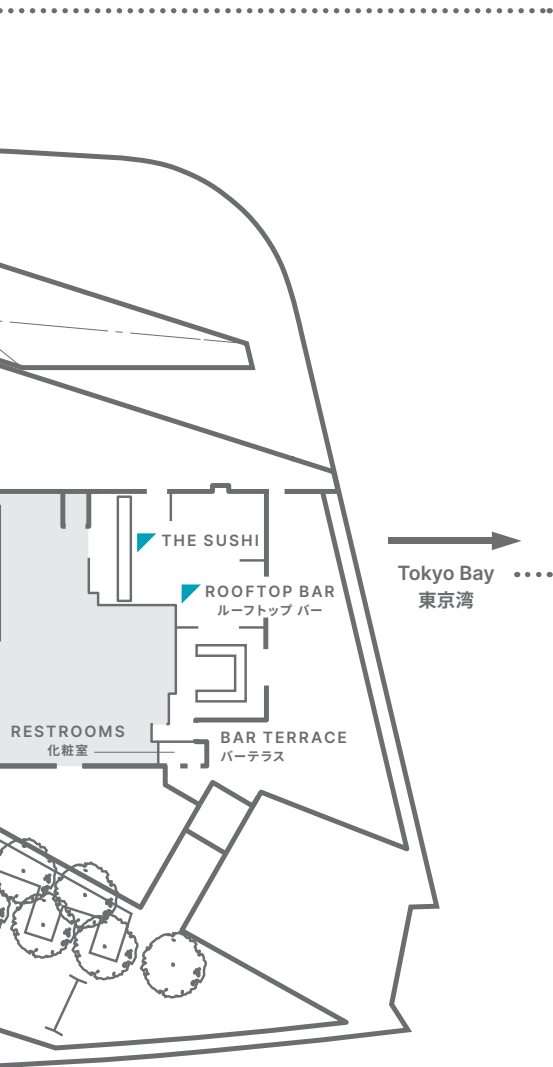 THE SUSHI
Tokyo Bay
東京湾
ROOFTOP BAR
ルーフトップ バー
RESTROOMS
化粧室
BAR TERRACE
バーテラス